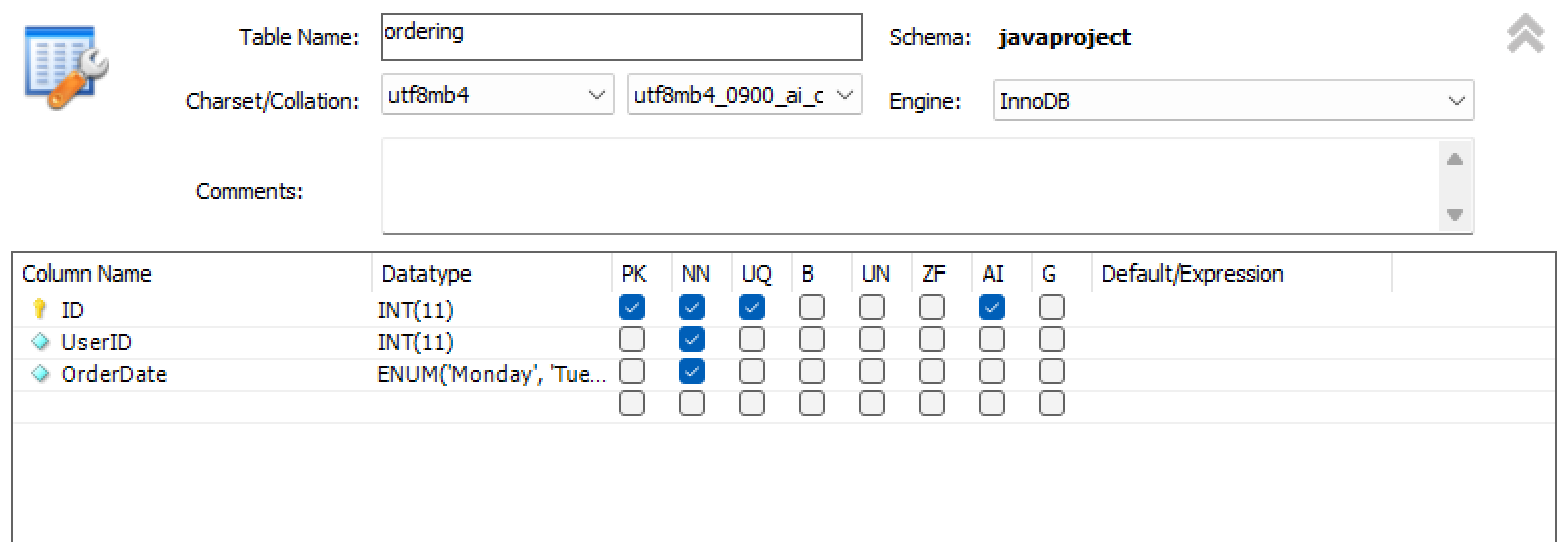 Table Name: ordering Schema: javaproject
Charset/Collation: utf8mb4 utf8mb4_0900_ai_c Engine: InnoDB
Comments:
Column Name Datatype PK NN UQ B UN ZF AI G Default/Expression
ID INT(11)
UserID INT(11)
OrderDate ENUM('Monday', 'Tue...